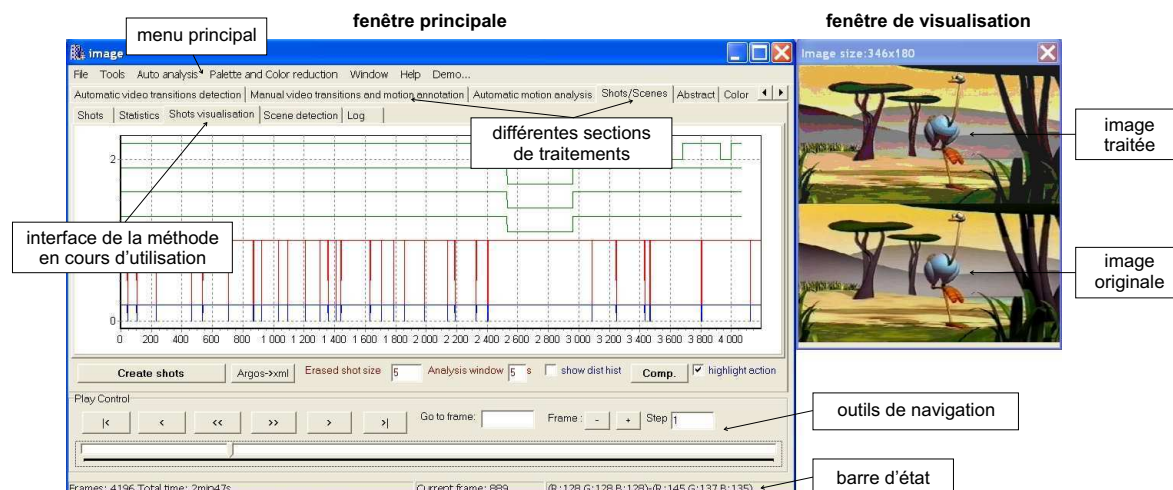 fenêtre principale
fenêtre de visualisation
menu principal
image
Image size:346x180
File Tools Auto analysis Palette and Color reduction Window Help Demo...
Automatic video transitions detection Manual video transitions and motion annotation Automatic motion analysis Shots/Scenes Abstract Color
Shots Statistics Shots visualisation Scene detection Log
différentes sections
de traitements
image
traitée
2
interface de la méthode
en cours d'utilisation
image
originale
0
0 200 400 600 800 1 000 1 200 1 400 1 600 1 800 2 000 2 200 2 400 2 600 2 800 3 000 3 200 3 400 3 600 3 800 4 000
Create shots Argos->xml Erased shot size 5 Analysis window 5 s show dist hist Comp. highlight action
Play Control
|< < << >> > >| Go to frame: Frame : - + Step 1
outils de navigation
barre d'état
Frames: 4196 Total time: 2min47s Current frame: 889 (R:128 G:128 B:128)-(R:145 G:137 B:135)